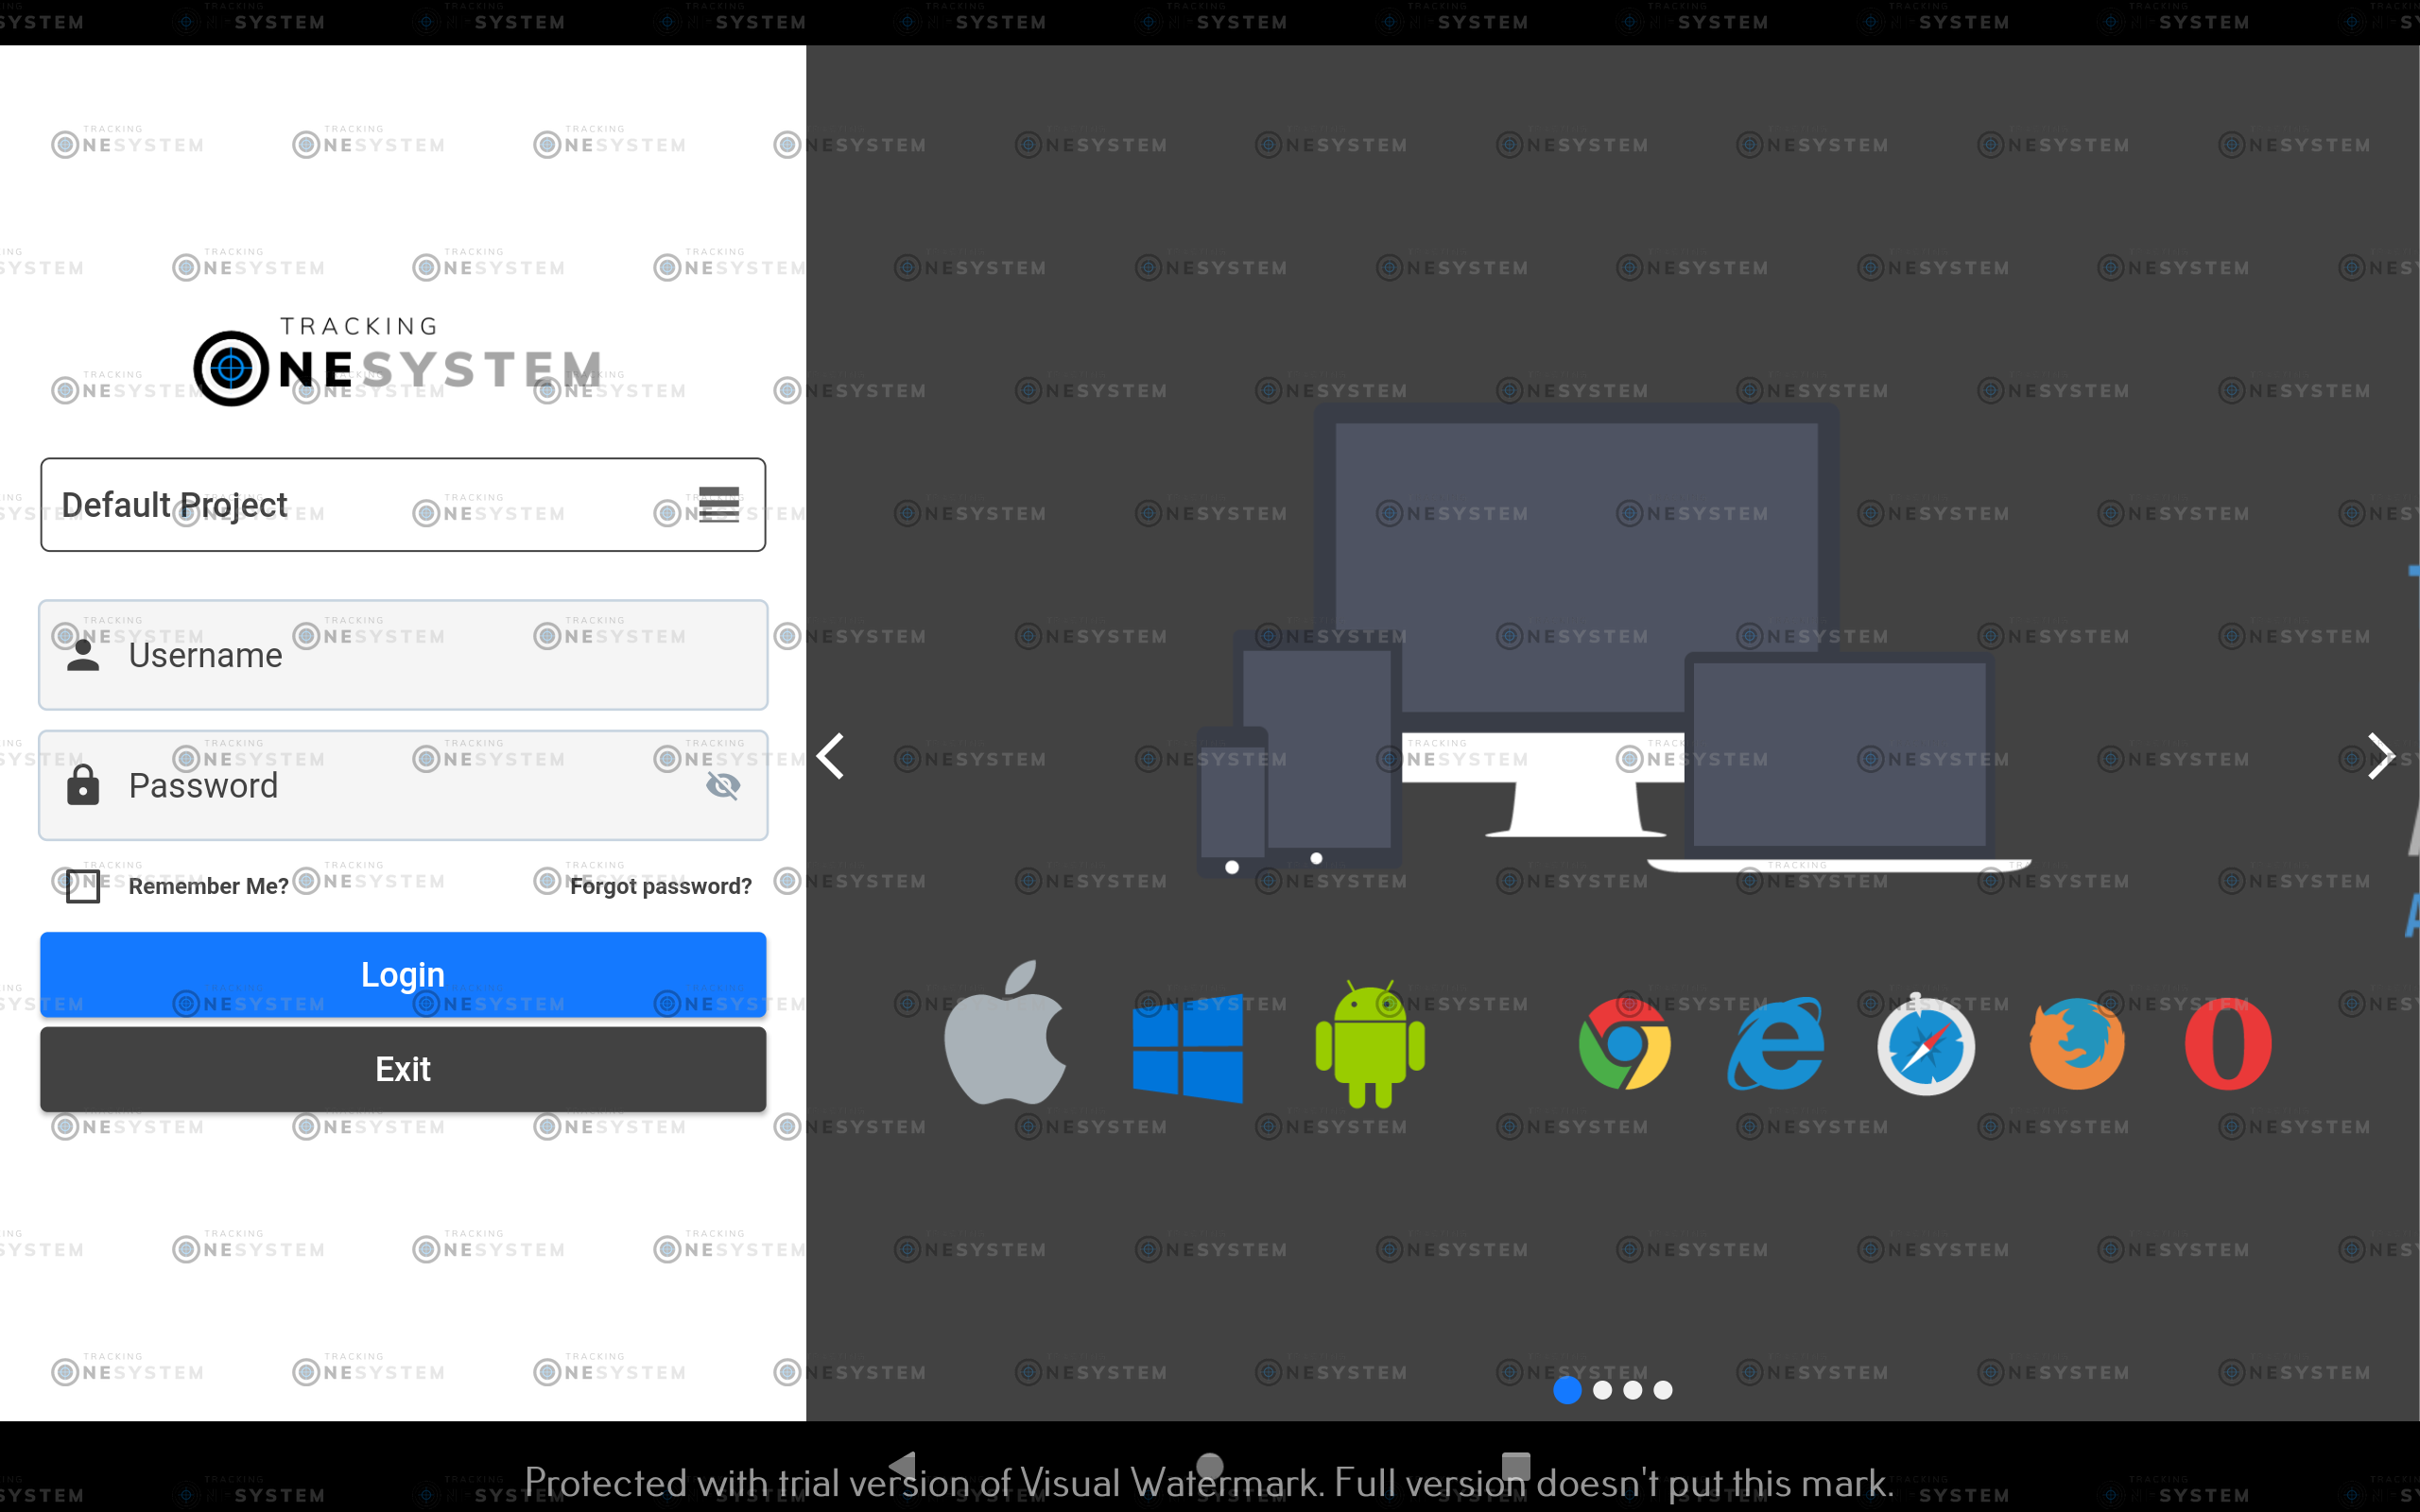 TRACKING
NESYSTEM
Default Project
Username
Password
Remember Me?
Forgot password?
Login
Exit
Protected with trial version of Visual Watermark. Full version doesn't put this mark.